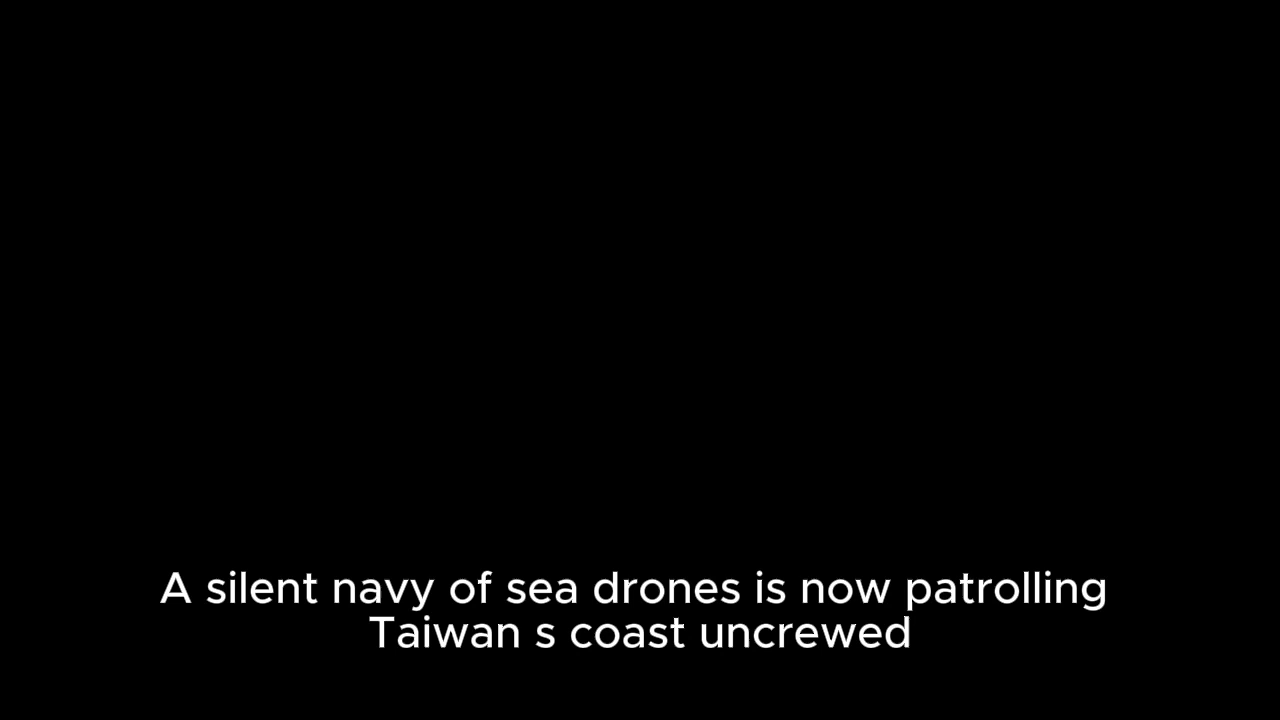 A silent navy of sea drones is now patrolling
Taiwan s coast uncrewed